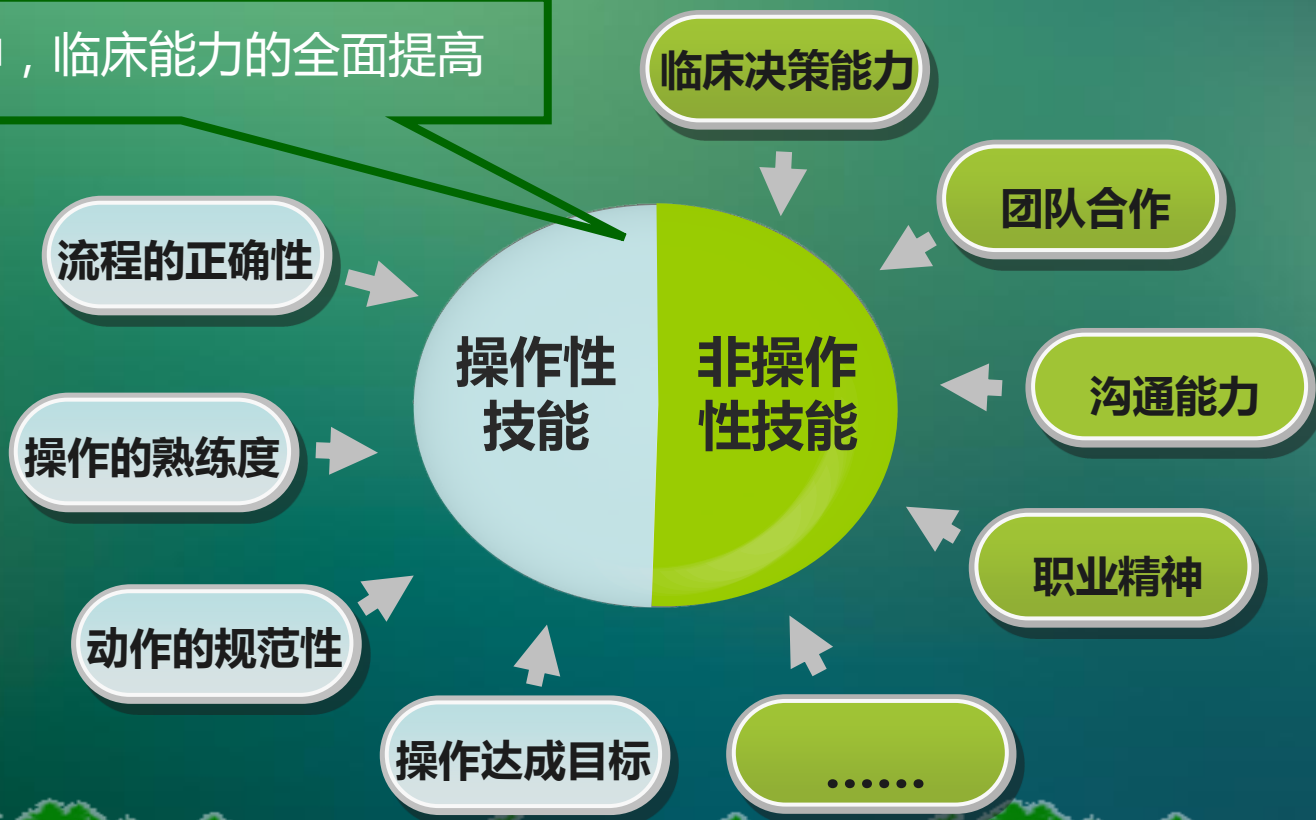 ，临床能力的全面提高
临床决策能力
团队合作
流程的正确性
操作性
技能
非操作
性技能
沟通能力
操作的熟练度
职业精神
动作的规范性
操作达成目标
······